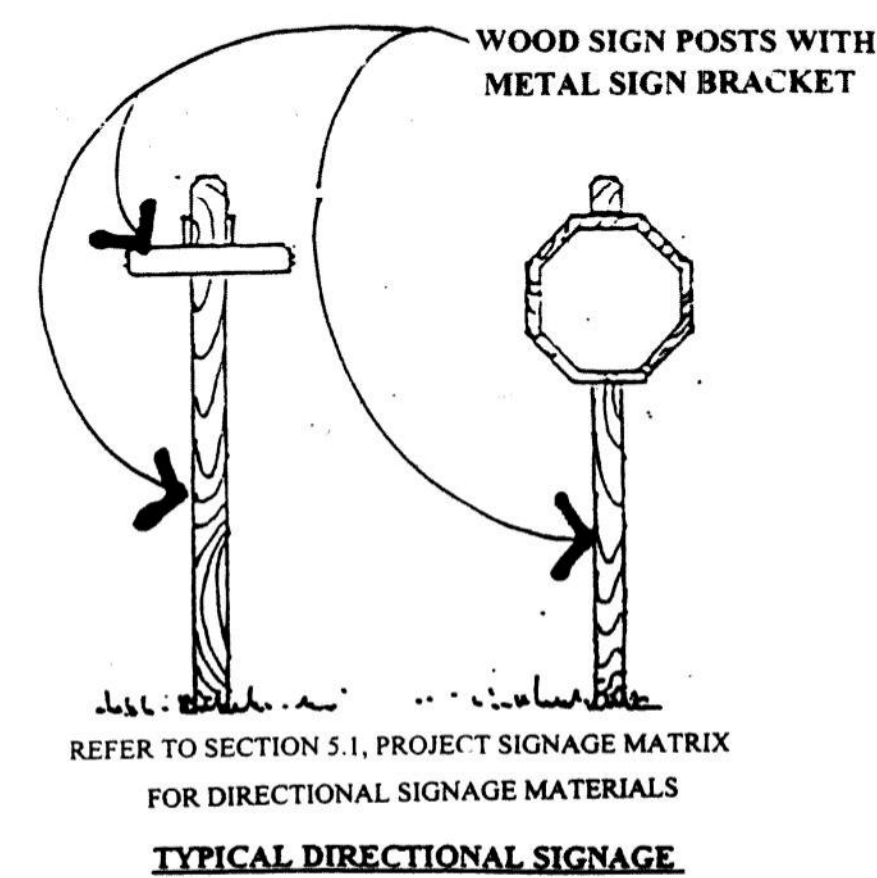 WOOD SIGN POSTS WITH
METAL SIGN BRACKET
REFER TO SECTION 5.1, PROJECT SIGNAGE MATRIX
FOR DIRECTIONAL SIGNAGE MATERIALS
TYPICAL DIRECTIONAL SIGNAGE